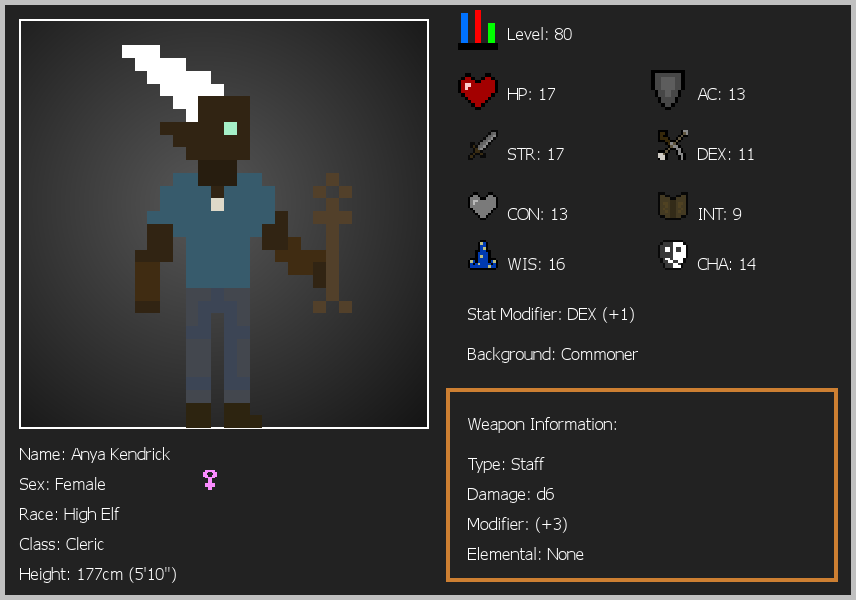 Level: 80
HP: 17
AC: 13
STR: 17
DEX: 11
CON: 13
INT: 9
WIS: 16
CHA: 14
Stat Modifier: DEX (+1)
Background: Commoner
Weapon Information:
Type: Staff
Damage: d6
Modifier: (+3)
Elemental: None
Name: Anya Kendrick
Sex: Female
Race: High Elf
Class: Cleric
Height: 177cm (5'10")